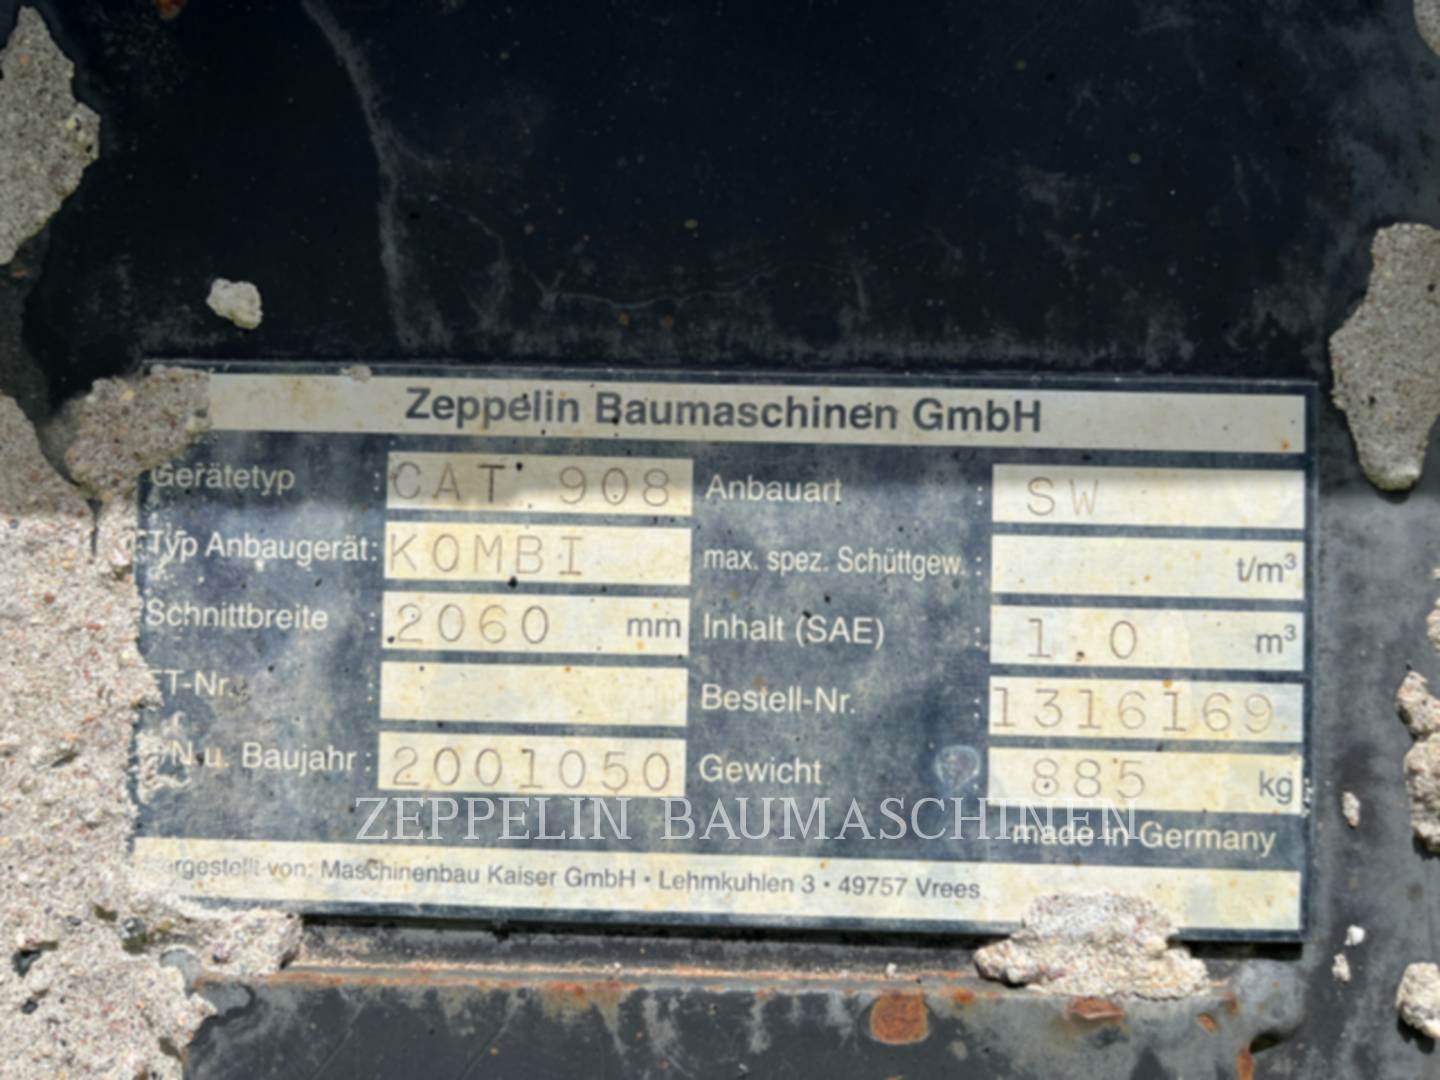 Zeppelin Baumaschinen GmbH
Gerätetyp : CAT 908 Anbauart : SW
Typ Anbaugerät: KOMBI max. spez. Schüttgew. : t/m³
Schnittbreite : 2060 mm Inhalt (SAE) : 1.0 m³
ET-Nr. : Bestell-Nr. : 1316169
u. Baujahr : 2001050 Gewicht : 885 kg
ZEPPELIN BAUMASCHINEN
made in Germany
von: Maschinenbau Kaiser GmbH • Lehmkuhlen 3 • 49757 Vrees